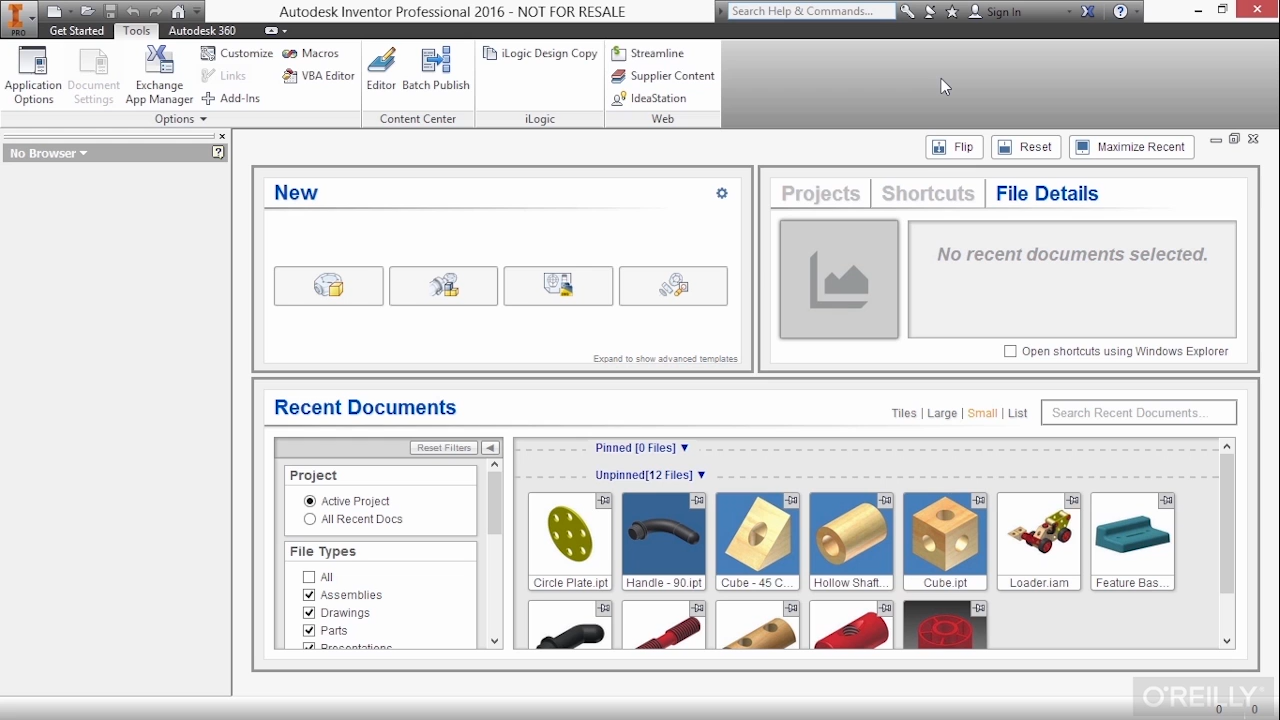 Autodesk Inventor Professional 2016 - NOT FOR RESALE
Search Help & Commands...
Sign In
PRO
Get Started
Tools
Autodesk 360
Application Options
Document Settings
Exchange App Manager
Customize
Links
Add-Ins
Macros
VBA Editor
Options
Editor
Batch Publish
Content Center
iLogic Design Copy
iLogic
Streamline
Supplier Content
IdeaStation
Web
No Browser
Flip
Reset
Maximize Recent
New
Expand to show advanced templates
Projects
Shortcuts
File Details
No recent documents selected.
Open shortcuts using Windows Explorer
Recent Documents
Tiles | Large | Small | List
Search Recent Documents...
Reset Filters
Project
Active Project
All Recent Docs
File Types
All
Assemblies
Drawings
Parts
Presentations
Pinned [0 Files]
Unpinned[12 Files]
Circle Plate.ipt
Handle - 90.ipt
Cube - 45 C...
Hollow Shaft...
Cube.ipt
Loader.iam
Feature Bas...
O'REILLY
0 0